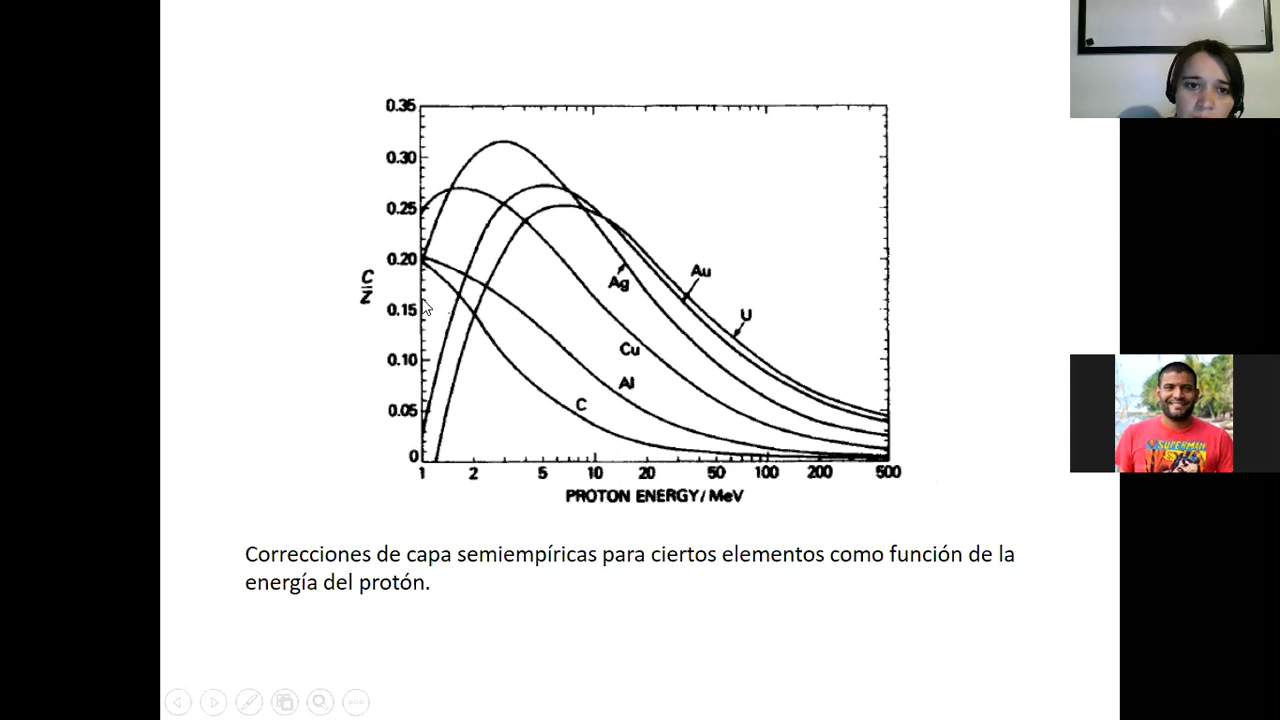 0.35
0.30
0.25
0.20
0.15
0.10
0.05
0
C
Z
Ag
Au
U
Cu
Al
C
1 2 5 10 20 50 100 200 500
PROTON ENERGY/MeV
Correcciones de capa semiempíricas para ciertos elementos como función de la
energía del protón.
SUPERMAN